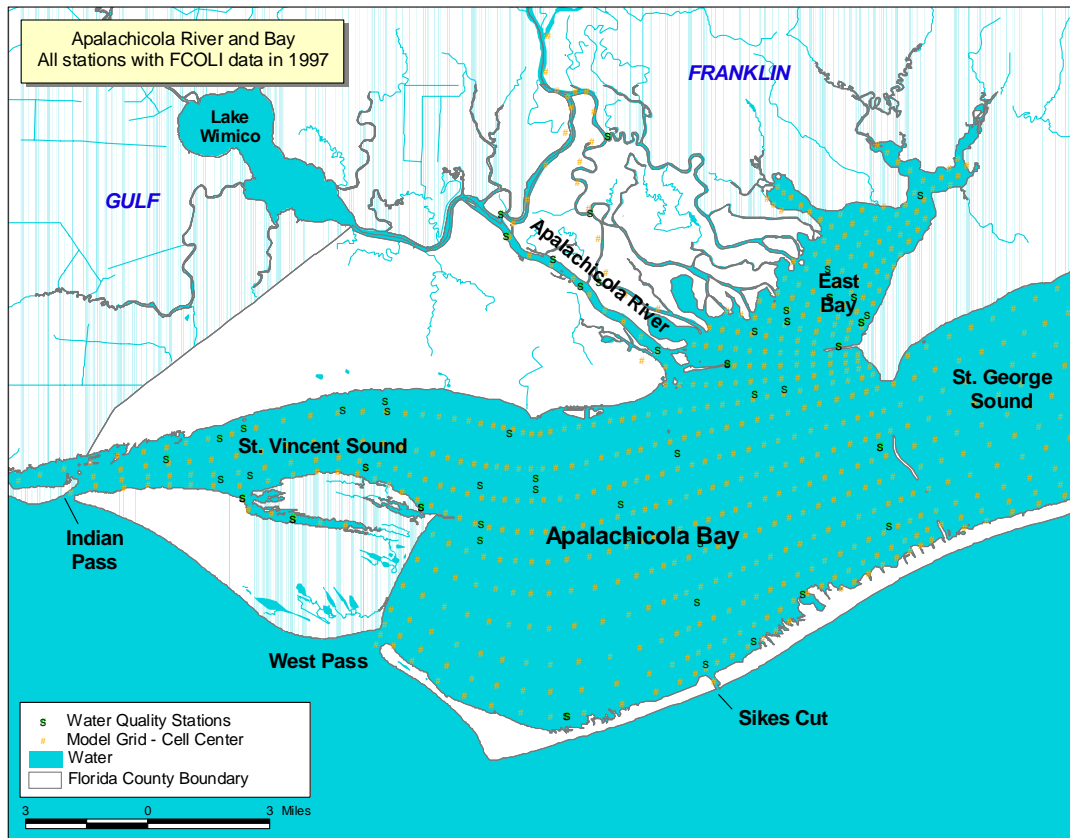 Apalachicola River and Bay
All stations with FCOLI data in 1997
FRANKLIN
Lake
Wimico
GULF
Apalachicola River
East
Bay
St. George
Sound
St. Vincent Sound
Indian
Pass
Apalachicola Bay
West Pass
Sikes Cut
S Water Quality Stations
# Model Grid - Cell Center
Water
Florida County Boundary
3 0 3 Miles